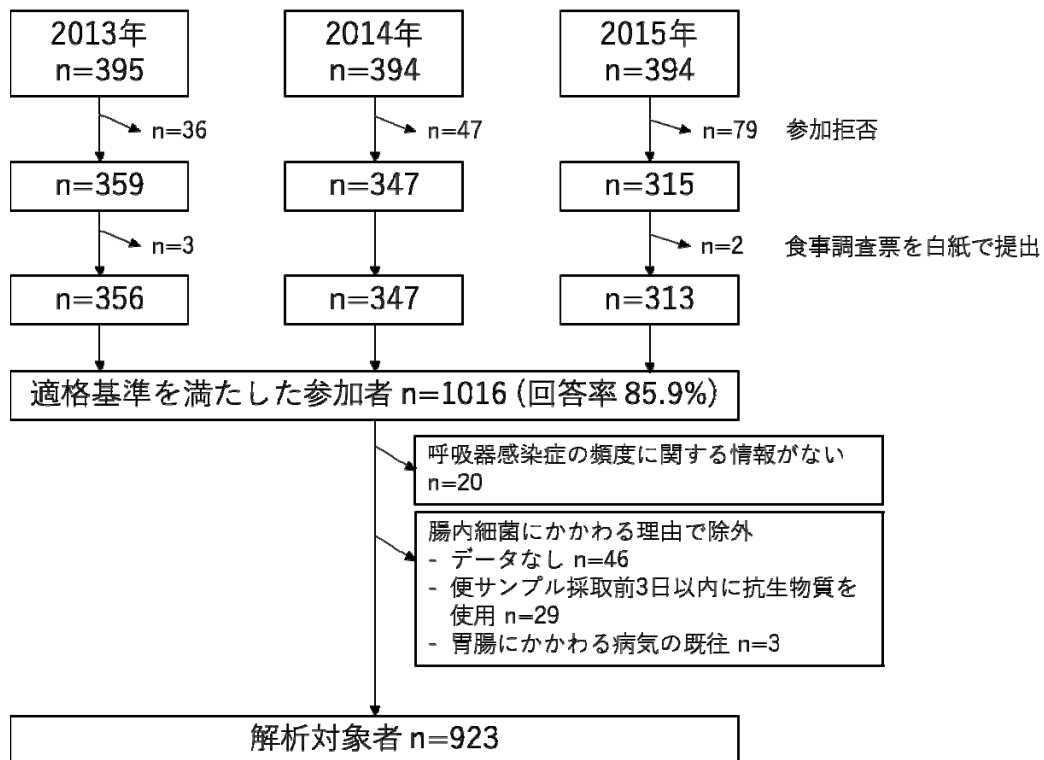 2013年
n=395
2014年
n=394
2015年
n=394
n=36
n=47
n=79
参加拒否
n=359
n=347
n=315
n=3
n=2
食事調査票を白紙で提出
n=356
n=347
n=313
適格基準を満たした参加者 n=1016 (回答率 85.9%)
呼吸器感染症の頻度に関する情報がない
n=20
腸内細菌にかかわる理由で除外
- データなし n=46
- 便サンプル採取前3日以内に抗生物質を
使用 n=29
- 胃腸にかかわる病気の既往 n=3
解析対象者 n=923